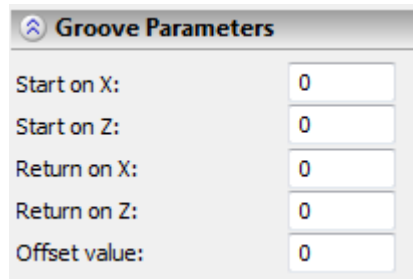 Groove Parameters
Start on X: 0
Start on Z: 0
Return on X: 0
Return on Z: 0
Offset value: 0